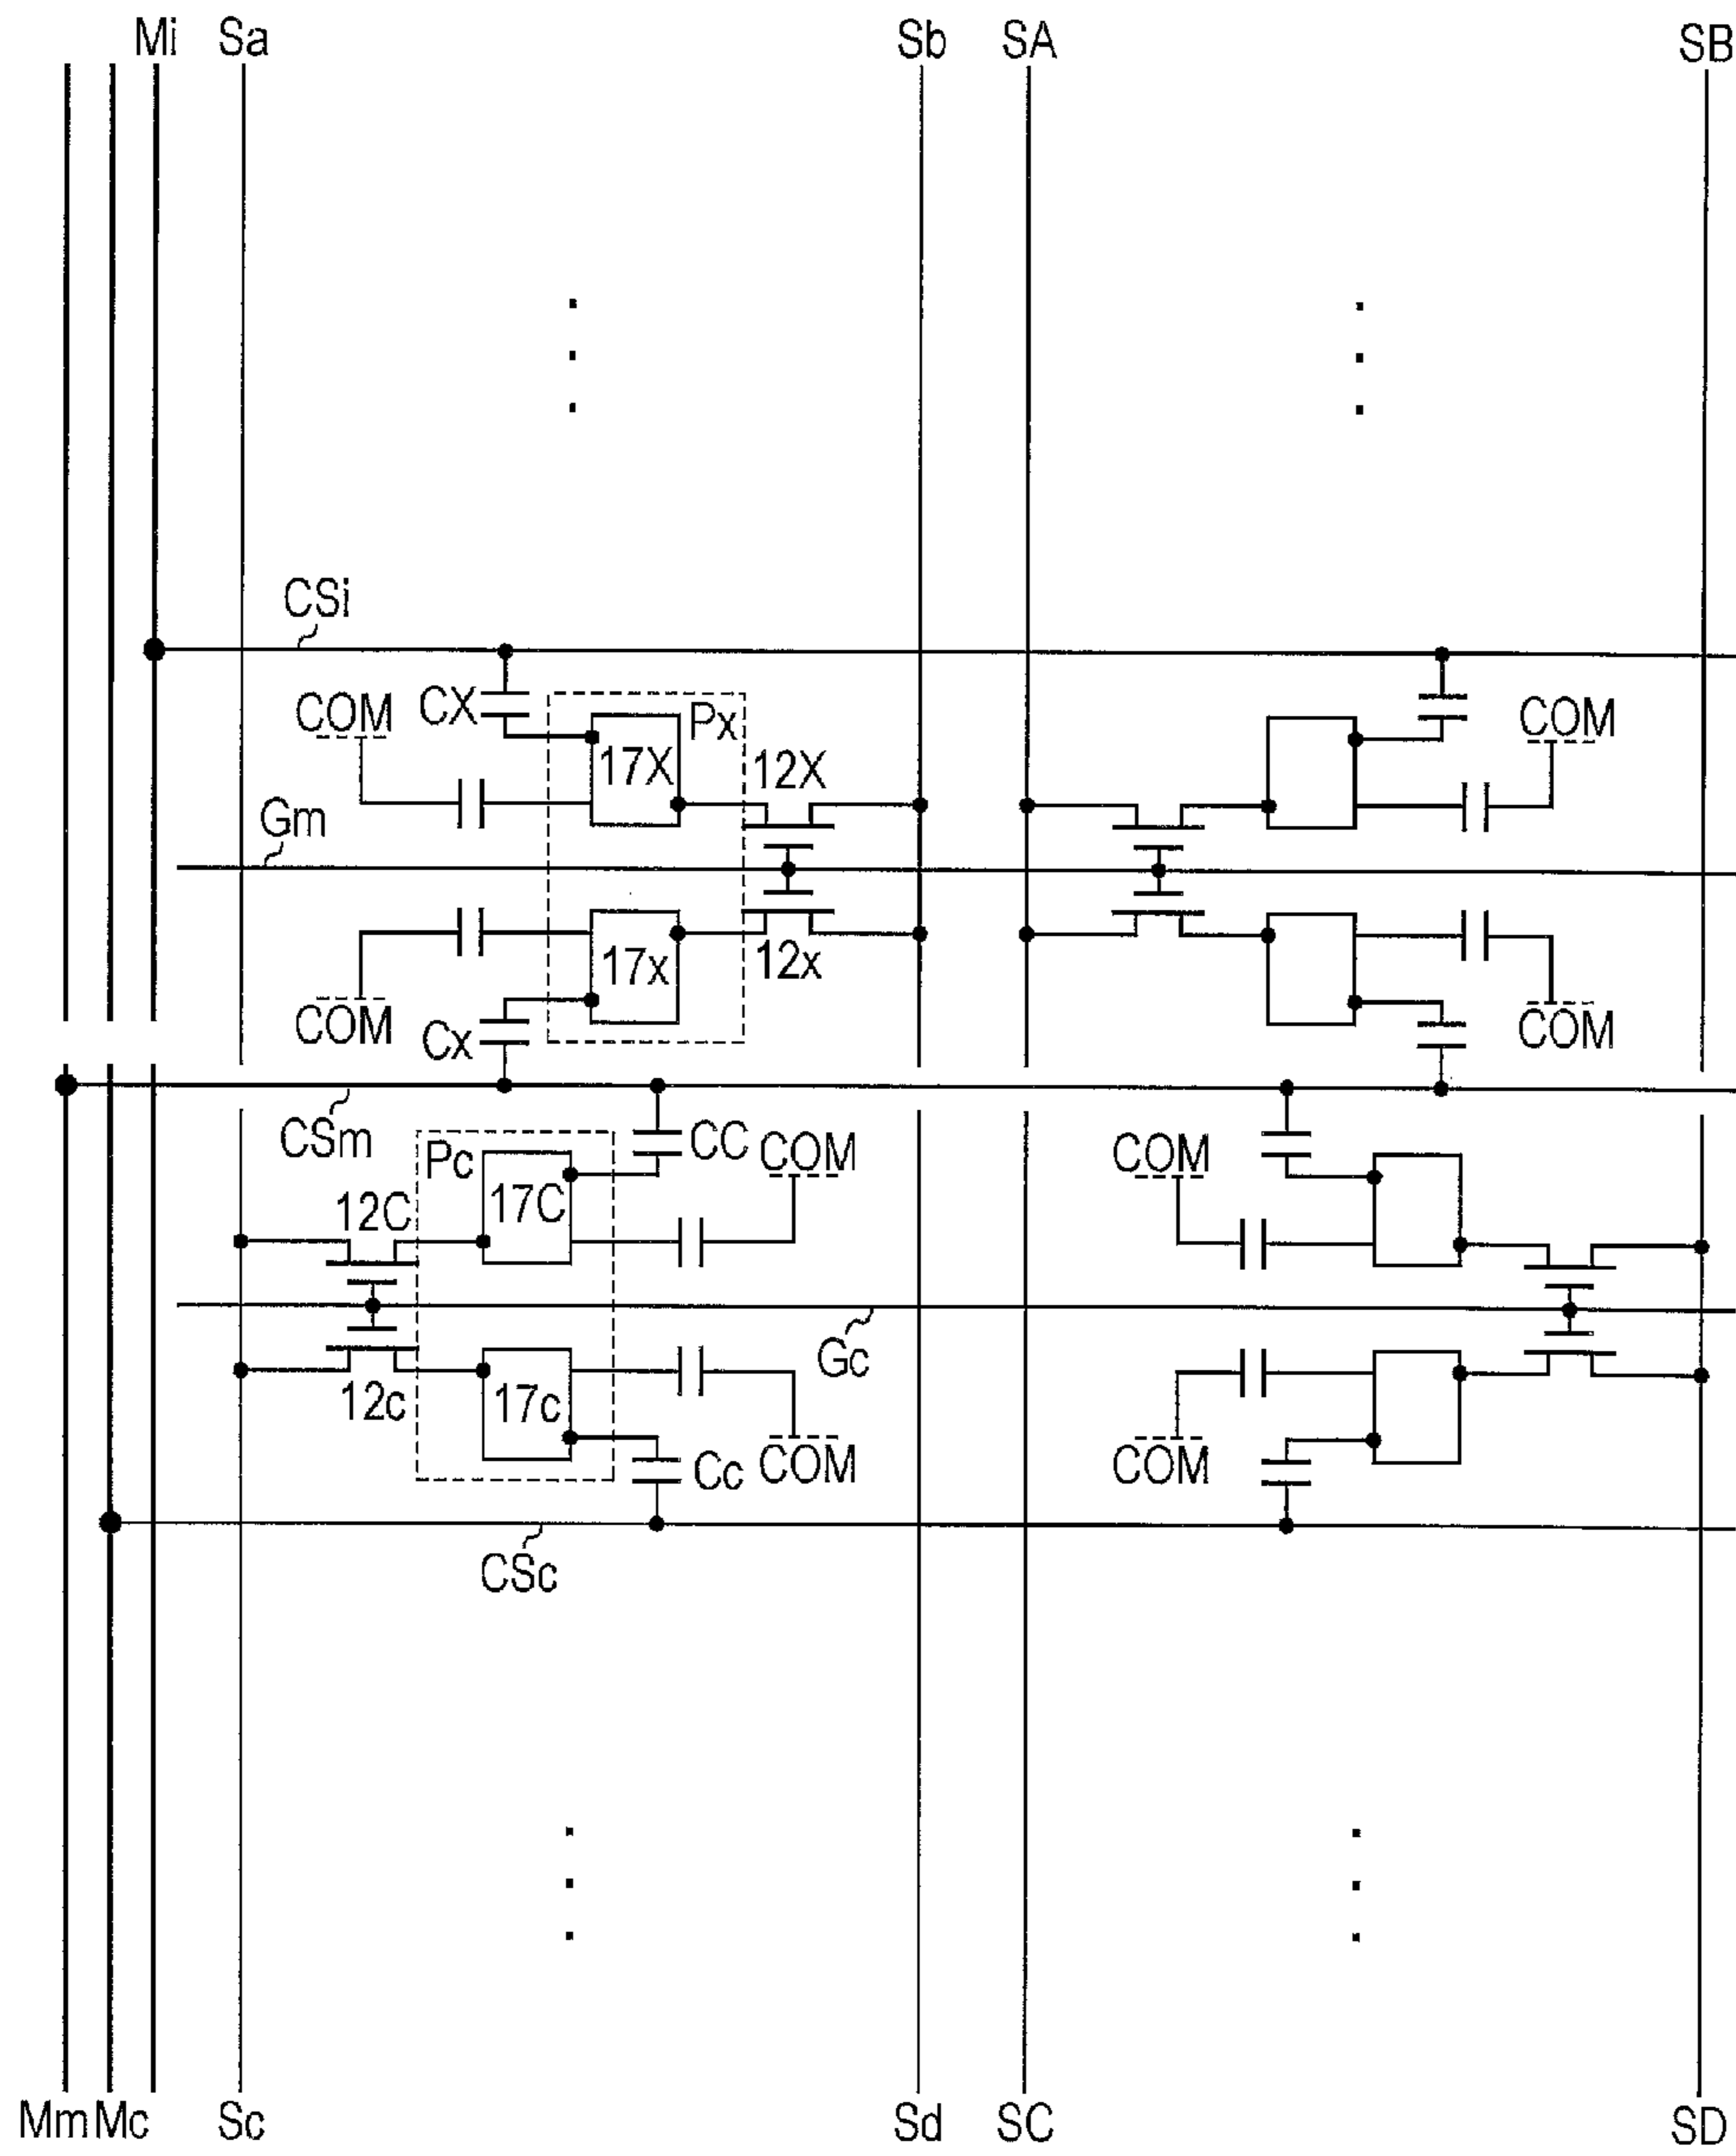 Mi Sa Sb SA SB
CSi
COM CX Px COM
17X 12X
Gm
17x 12x
COM Cx COM
CSm CC COM COM
Pc
12C 17C
Gc
12c 17c
Cc COM COM
CSc
Mm Mc Sc Sd SC SD